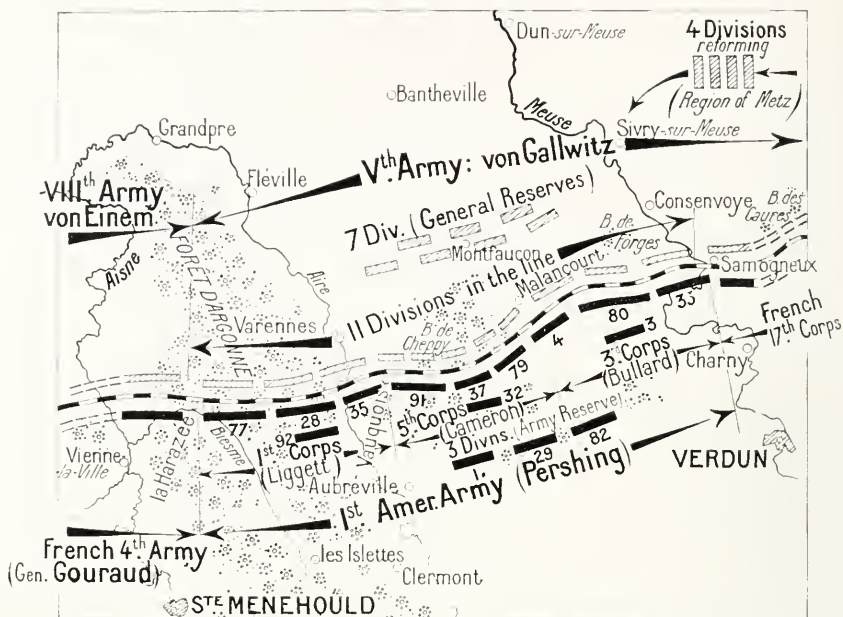 Dun-sur-Meuse
4 Divisions
reforming
(Region of Metz)
Bantheville
Meuse
Sivry-sur-Meuse
Grandpre
Vth Army: von Gallwitz
VIIIth Army
von Einem
Fléville
7 Div. (General Reserves)
Consenvoye
B. des
Caures
B. de
Forges
Montfaucon
Samogneux
Aisne
FORÊT D'ARGONNE
Aire
11 Divisions in the line
Malancourt
Varennes
B. de
Cheppy
33
80
3
4
79
French
17th Corps
3d Corps
(Bullard)
Charny
91
37
32
35
28
77
92
5th Corps
(Cameron)
1st Corps
(Liggett)
Vauquois
3 Divns. (Army Reserve)
1
29
82
Vienne
-la-Ville
la Harazée
Biesme
Aubréville
1st Amer. Army (Pershing)
VERDUN
French 4th Army
(Gen. Gouraud)
les Islettes
Clermont
STE MENEHOULD